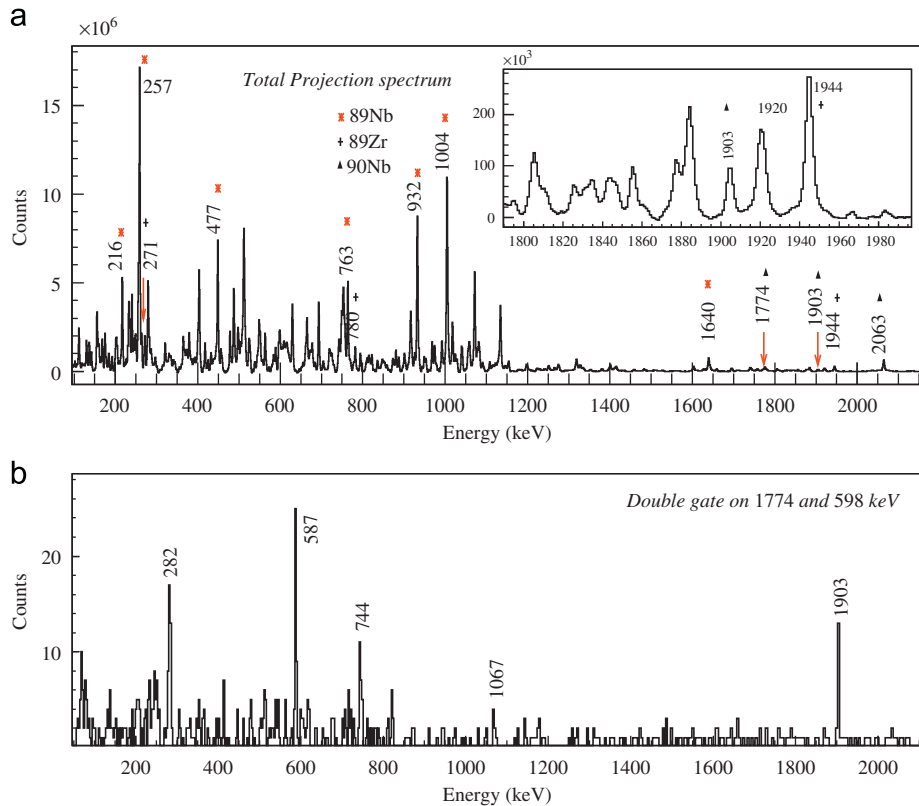 a
×10⁶
Total Projection spectrum
89Nb
89Zr
90Nb
216
257
271
477
763
780
932
1004
1640
1774
1903
1944
2063
15
10
5
0
Counts
200 400 600 800 1000 1200 1400 1600 1800 2000
Energy (keV)
×10³
200
100
0
1903
1920
1944
1800 1820 1840 1860 1880 1900 1920 1940 1960 1980
b
Double gate on 1774 and 598 keV
282
587
744
1067
1903
20
10
Counts
200 400 600 800 1000 1200 1400 1600 1800 2000
Energy (keV)